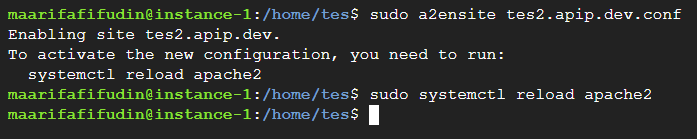 maarifafifudin@instance-1:/home/tes$ sudo a2ensite tes2.apip.dev.conf
Enabling site tes2.apip.dev.
To activate the new configuration, you need to run:
  systemctl reload apache2
maarifafifudin@instance-1:/home/tes$ sudo systemctl reload apache2
maarifafifudin@instance-1:/home/tes$